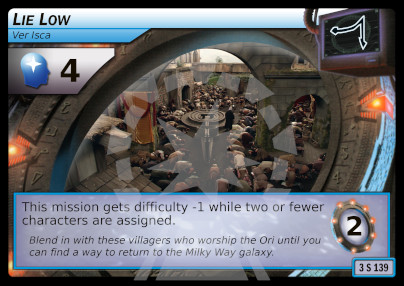 LIE LOW
Ver Isca
4
This mission gets difficulty -1 while two or fewer
characters are assigned.
Blend in with these villagers who worship the Ori until you
can find a way to return to the Milky Way galaxy.
2
3 S 139